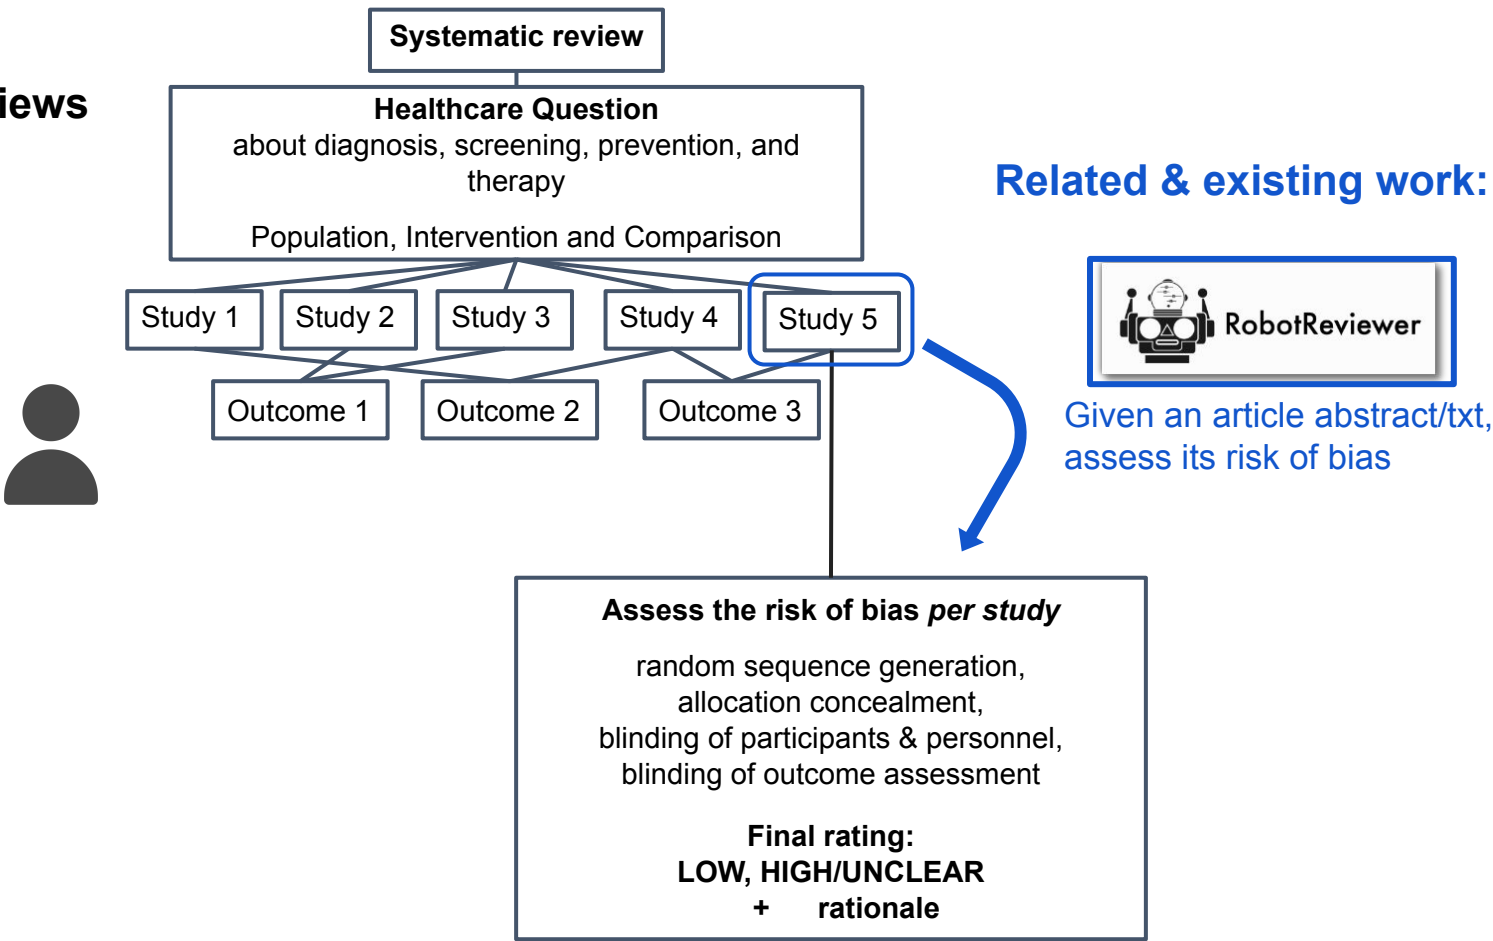 Systematic review
iews
Healthcare Question
about diagnosis, screening, prevention, and
therapy
Population, Intervention and Comparison
Related & existing work:
Study 1
Study 2
Study 3
Study 4
Study 5
RobotReviewer
Outcome 1
Outcome 2
Outcome 3
Given an article abstract/txt,
assess its risk of bias
Assess the risk of bias per study
random sequence generation,
allocation concealment,
blinding of participants & personnel,
blinding of outcome assessment
Final rating:
LOW, HIGH/UNCLEAR
+ rationale